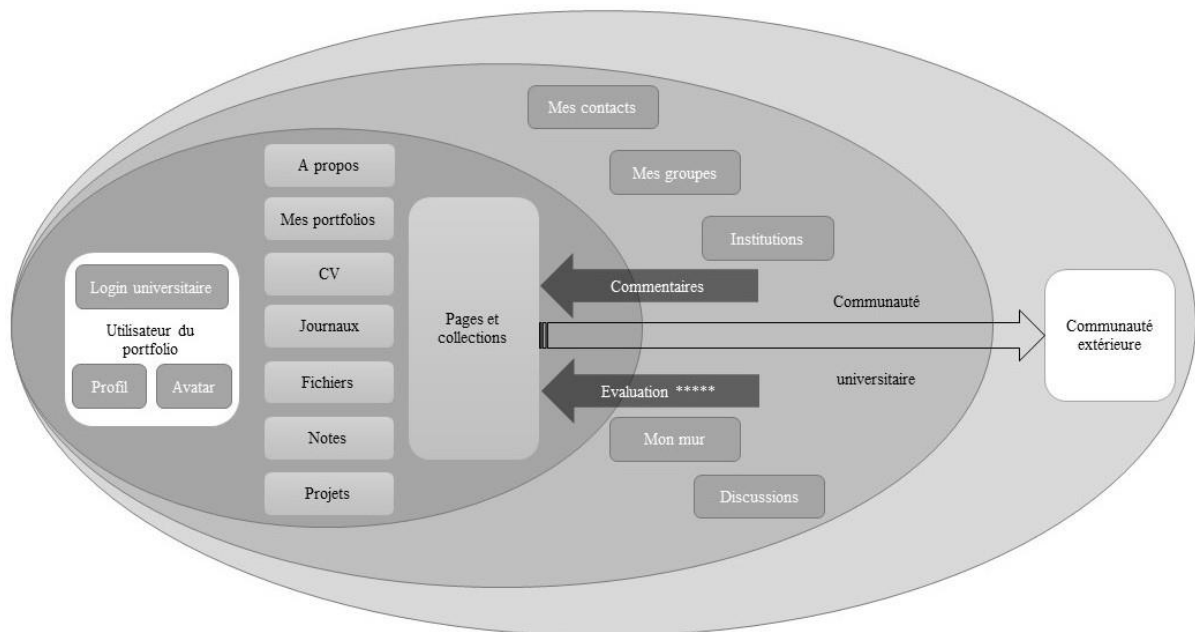 Mes contacts
A propos
Mes groupes
Mes portfolios
Institutions
Login universitaire
CV
Commentaires
Communauté
Utilisateur du
portfolio
Journaux
Pages et
collections
Communauté
extérieure
Profil
Avatar
Fichiers
Evaluation *****
universitaire
Notes
Mon mur
Projets
Discussions